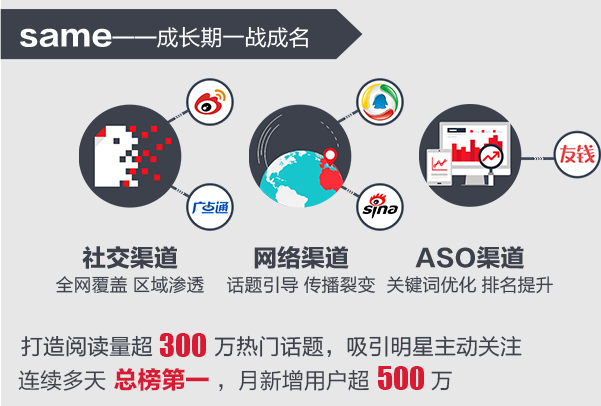 same——成长期一战成名
广点通
sina
友钱
社交渠道
全网覆盖 区域渗透
网络渠道
话题引导 传播裂变
ASO渠道
关键词优化 排名提升
打造阅读量超 300 万热门话题，吸引明星主动关注
连续多天 总榜第一 ，月新增用户超 500 万